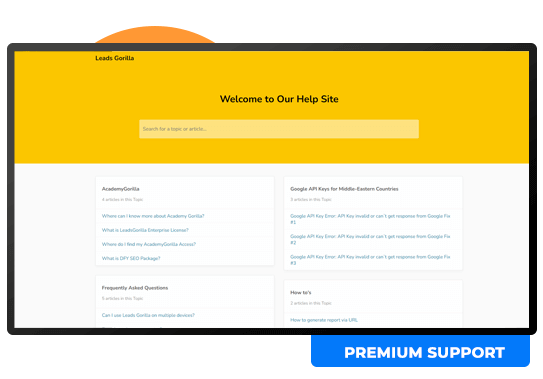 Leads Gorilla
Welcome to Our Help Site
Search for a topic or article...
AcademyGorilla
4 articles in this Topic
Where can I know more about Academy Gorilla?
What is LeadsGorilla Enterprise License?
Where do I find my AcademyGorilla Access?
What is DFY SEO Package?
Google API Keys for Middle-Eastern Countries
3 articles in this Topic
Google API Key Error: API Key invalid or can't get response from Google Fix
#1
Google API Key Error: API Key invalid or can't get response from Google Fix
#2
Google API Key Error: API Key invalid or can't get response from Google Fix
#3
Frequently Asked Questions
5 articles in this Topic
Can I use Leads Gorilla on multiple devices?
How to's
2 articles in this Topic
How to generate report via URL
PREMIUM SUPPORT